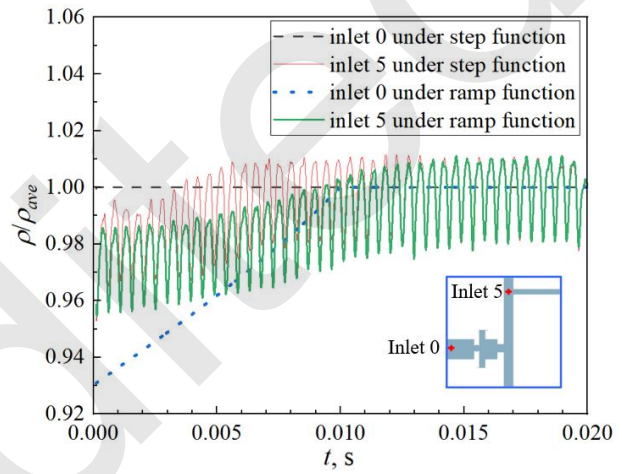 1.06
1.04
1.02
1.00
0.98
0.96
0.94
0.92
ρ/ρave
inlet 0 under step function
inlet 5 under step function
inlet 0 under ramp function
inlet 5 under ramp function
Inlet 5
Inlet 0
0.000 0.005 0.010 0.015 0.020
t, s